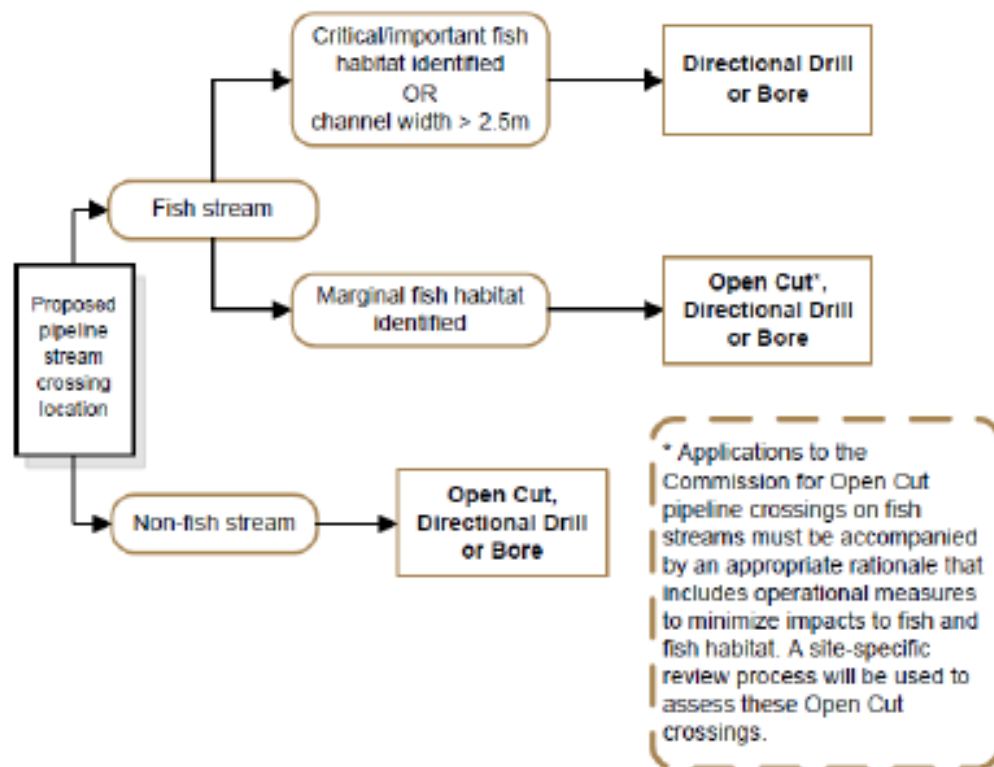 Critical/important fish
habitat identified
OR
channel width > 2.5m
Directional Drill
or Bore
Fish stream
Proposed
pipeline
stream
crossing
location
Marginal fish habitat
identified
Open Cut*,
Directional Drill
or Bore
Non-fish stream
Open Cut,
Directional Drill
or Bore
* Applications to the
Commission for Open Cut
pipeline crossings on fish
streams must be accompanied
by an appropriate rationale that
includes operational measures
to minimize impacts to fish and
fish habitat. A site-specific
review process will be used to
assess these Open Cut
crossings.